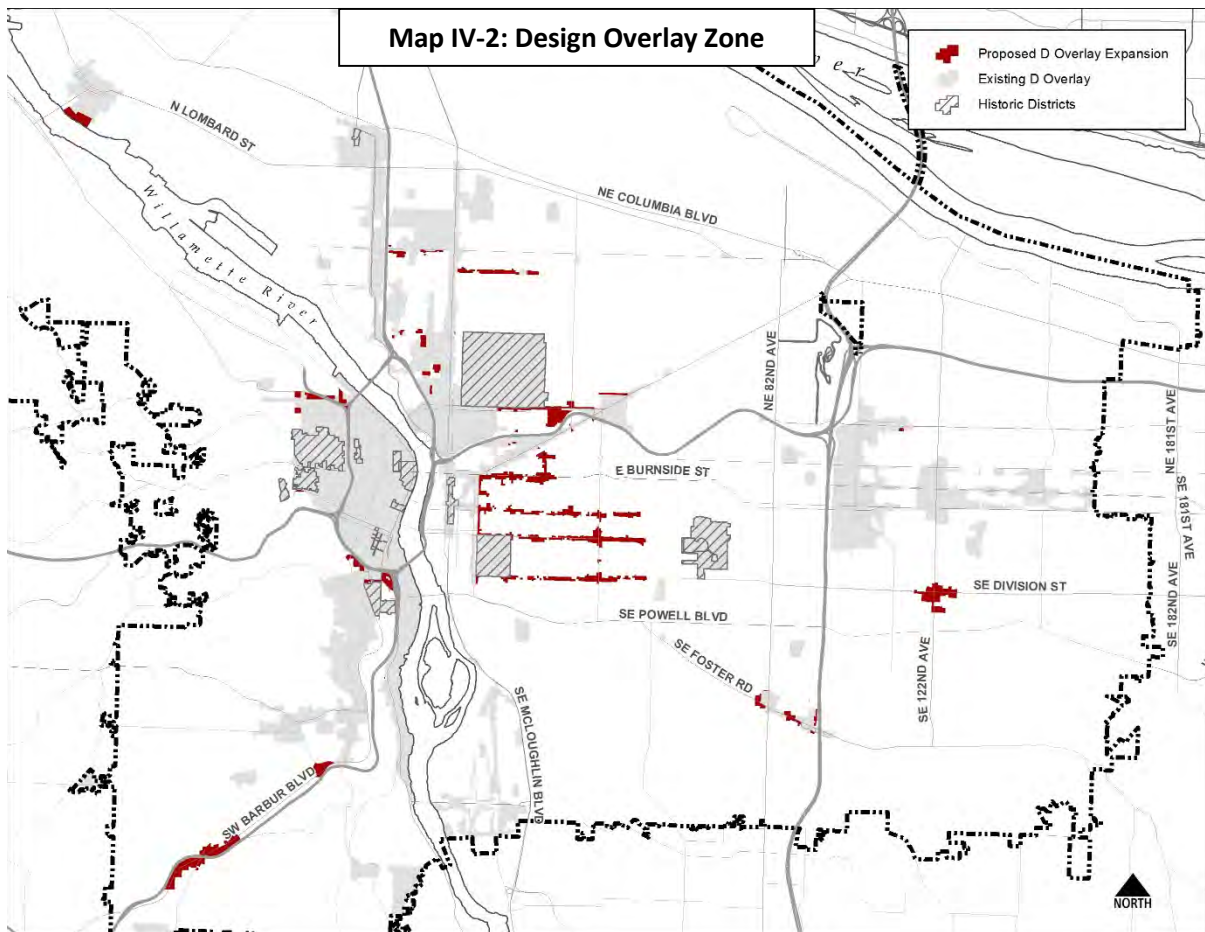 Map IV-2: Design Overlay Zone
Proposed D Overlay Expansion
Existing D Overlay
Historic Districts
N LOMBARD ST
NE COLUMBIA BLVD
Willamette River
NE 82ND AVE
NE 181ST AVE
E BURNSIDE ST
SE 181ST AVE
SE DIVISION ST
SE POWELL BLVD
SE 182ND AVE
SE FOSTER RD
SE 122ND AVE
SE MCLOUGHLIN BLVD
SW BARBUR BLVD
NORTH